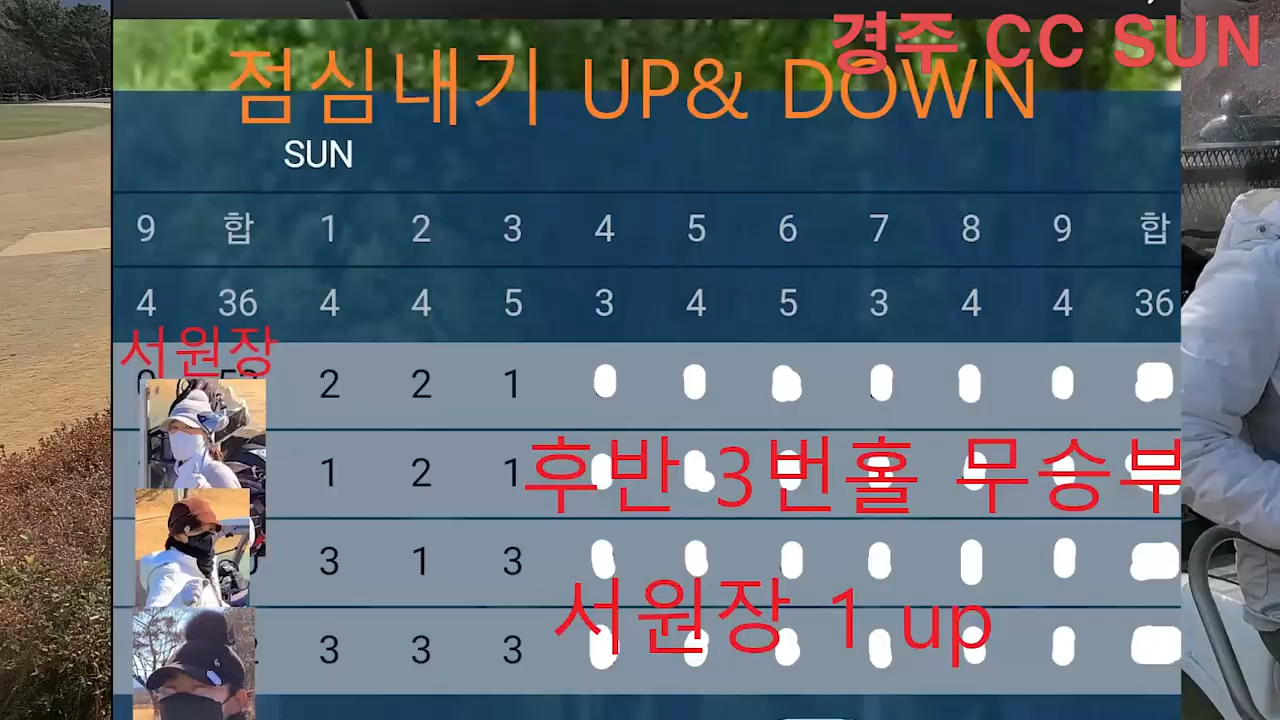 경주 CC SUN
점심내기 UP& DOWN
SUN
9 합 1 2 3 4 5 6 7 8 9 합
4 36 4 4 5 3 4 5 3 4 4 36
서원장
2 2 1
1 2 1
후반 3번홀 무승부
3 1 3
서원장 1 up
3 3 3